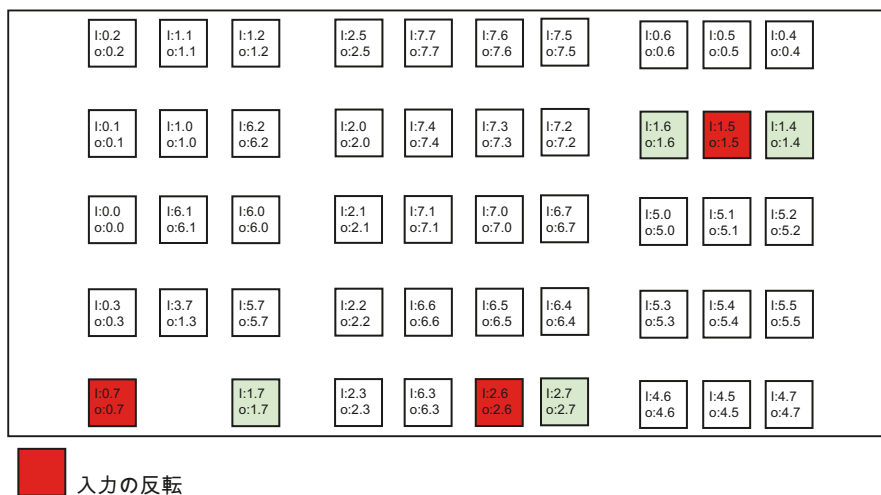 I:0.2 I:1.1 I:1.2 I:2.5 I:7.7 I:7.6 I:7.5 I:0.6 I:0.5 I:0.4
o:0.2 o:1.1 o:1.2 o:2.5 o:7.7 o:7.6 o:7.5 o:0.6 o:0.5 o:0.4
I:0.1 I:1.0 I:6.2 I:2.0 I:7.4 I:7.3 I:7.2 I:1.6 I:1.5 I:1.4
o:0.1 o:1.0 o:6.2 o:2.0 o:7.4 o:7.3 o:7.2 o:1.6 o:1.5 o:1.4
I:0.0 I:6.1 I:6.0 I:2.1 I:7.1 I:7.0 I:6.7 I:5.0 I:5.1 I:5.2
o:0.0 o:6.1 o:6.0 o:2.1 o:7.1 o:7.0 o:6.7 o:5.0 o:5.1 o:5.2
I:0.3 I:3.7 I:5.7 I:2.2 I:6.6 I:6.5 I:6.4 I:5.3 I:5.4 I:5.5
o:0.3 o:1.3 o:5.7 o:2.2 o:6.6 o:6.5 o:6.4 o:5.3 o:5.4 o:5.5
I:0.7 I:1.7 I:2.3 I:6.3 I:2.6 I:2.7 I:4.6 I:4.5 I:4.7
o:0.7 o:1.7 o:2.3 o:6.3 o:2.6 o:2.7 o:4.6 o:4.5 o:4.7
入力の反転